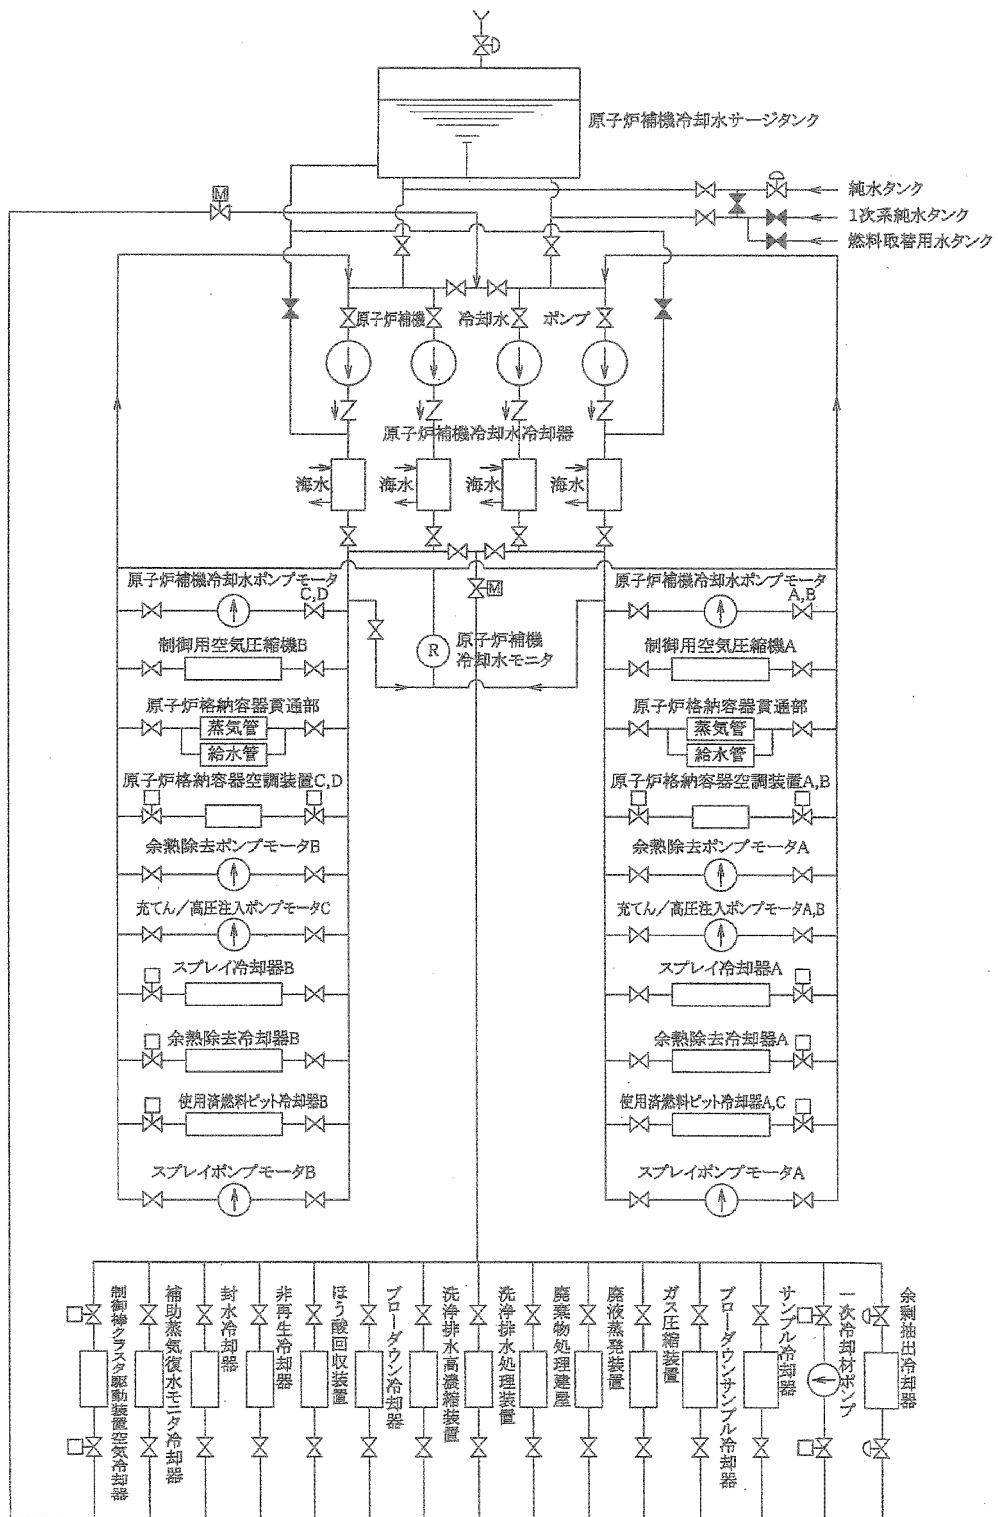 原子炉補機冷却水サージタンク
M
純水タンク
1次系純水タンク
燃料取替用水タンク
原子炉補機 冷却水 ポンプ
原子炉補機冷却水冷却器
海水 海水 海水 海水
M
原子炉補機冷却水ポンプモータ
C,D
原子炉補機冷却水ポンプモータ
A,B
R
原子炉補機
冷却水モニタ
制御用空気圧縮機B
制御用空気圧縮機A
原子炉格納容器貫通部
蒸気管
給水管
原子炉格納容器貫通部
蒸気管
給水管
原子炉格納容器空調装置C,D
原子炉格納容器空調装置A,B
余熱除去ポンプモータB
余熱除去ポンプモータA
充てん/高圧注入ポンプモータC
充てん/高圧注入ポンプモータA,B
スプレイ冷却器B
スプレイ冷却器A
余熱除去冷却器B
余熱除去冷却器A
使用済燃料ピット冷却器B
使用済燃料ピット冷却器A,C
スプレイポンプモータB
スプレイポンプモータA
制御棒クラスタ駆動装置空気冷却器
補助蒸気復水モニタ冷却器
封水冷却器
非再生冷却器
ほう酸回収装置
ブローダウン冷却器
洗浄排水高濃縮装置
洗浄排水処理装置
廃棄物処理建屋
廃液蒸発装置
ガス圧縮装置
ブローダウンサンプル冷却器
サンプル冷却器
一次冷却材ポンプ
余剰抽出冷却器